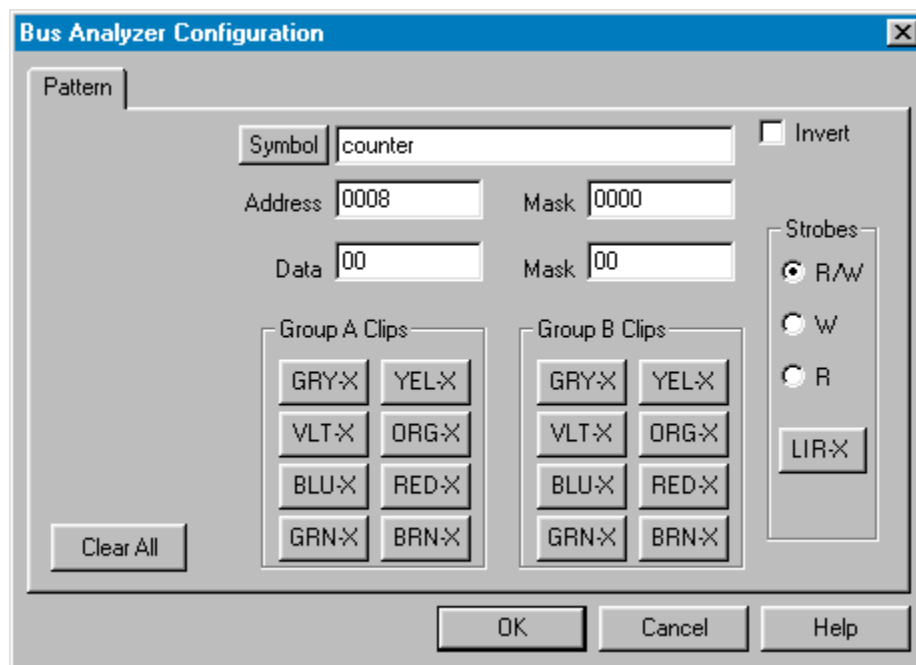 Bus Analyzer Configuration
Pattern
Symbol counter Invert
Address 0008 Mask 0000
Data 00 Mask 00
Strobes
R/W
W
R
LIR-X
Group A Clips
GRY-X YEL-X
VLT-X ORG-X
BLU-X RED-X
GRN-X BRN-X
Group B Clips
GRY-X YEL-X
VLT-X ORG-X
BLU-X RED-X
GRN-X BRN-X
Clear All
OK Cancel Help